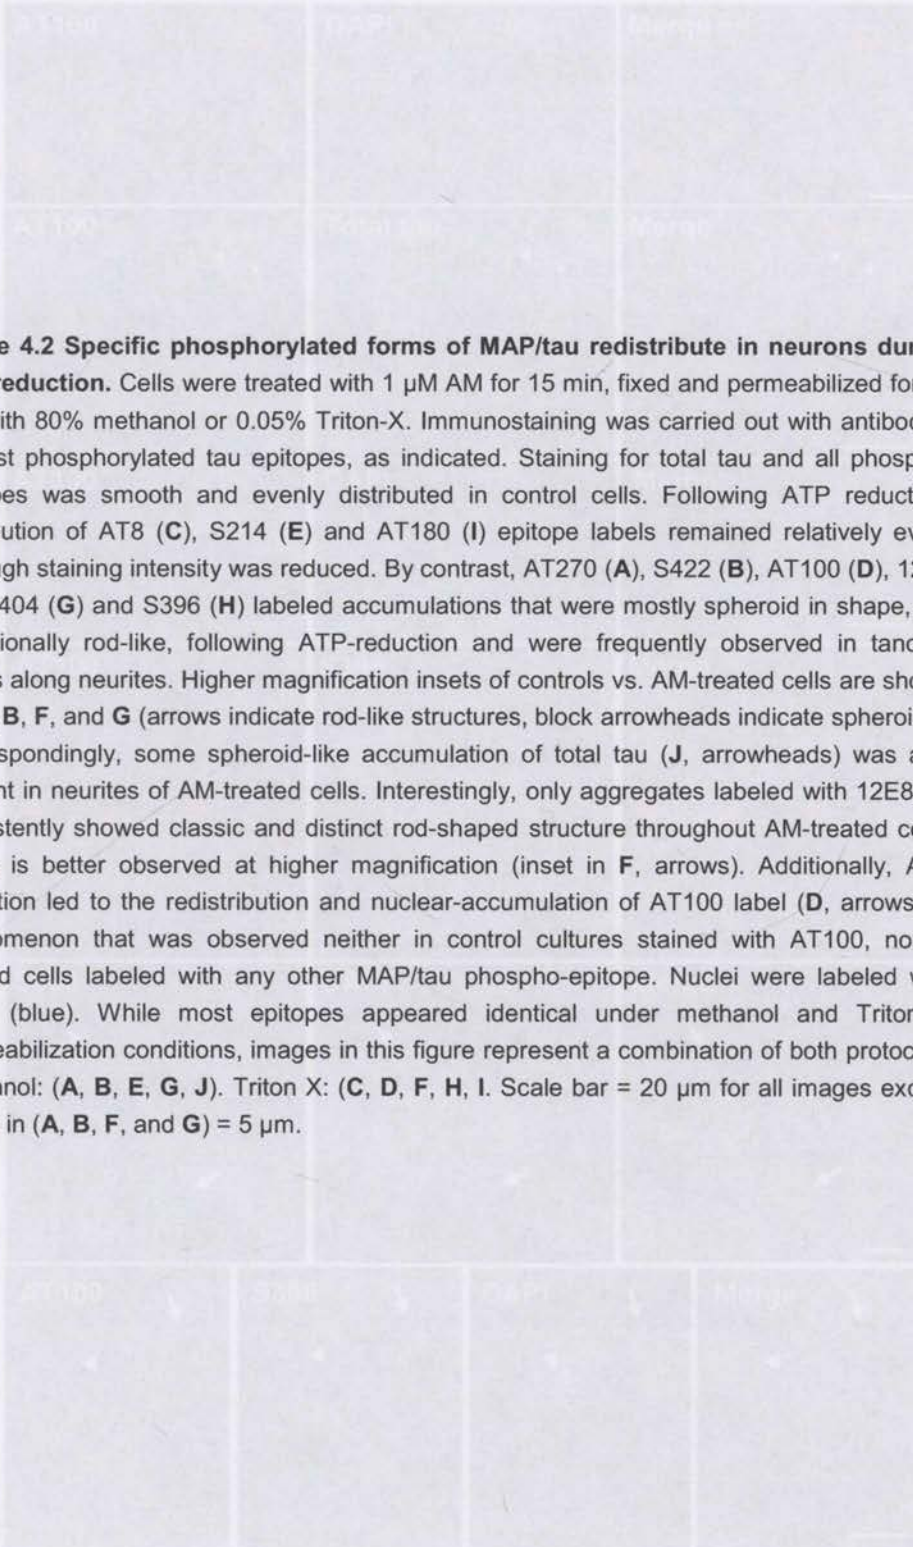 e 4.2 Specific phosphorylated forms of MAP/tau redistribute in neurons dur
reduction. Cells were treated with 1 µM AM for 15 min, fixed and permeabilized for
ith 80% methanol or 0.05% Triton-X. Immunostaining was carried out with antiboo
st phosphorylated tau epitopes, as indicated. Staining for total tau and all phosp
es was smooth and evenly distributed in control cells. Following ATP reduct
ution of AT8 (C), S214 (E) and AT180 (I) epitope labels remained relatively ev
gh staining intensity was reduced. By contrast, AT270 (A), S422 (B), AT100 (D), 12
404 (G) and S396 (H) labeled accumulations that were mostly spheroid in shape,
ionally rod-like, following ATP-reduction and were frequently observed in tand
s along neurites. Higher magnification insets of controls vs. AM-treated cells are sho
B, F, and G (arrows indicate rod-like structures, block arrowheads indicate spheroi
spondingly, some spheroid-like accumulation of total tau (J, arrowheads) was a
nt in neurites of AM-treated cells. Interestingly, only aggregates labeled with 12E8
stently showed classic and distinct rod-shaped structure throughout AM-treated ce
is better observed at higher magnification (inset in F, arrows). Additionally, A
tion led to the redistribution and nuclear-accumulation of AT100 label (D, arrows
omenon that was observed neither in control cultures stained with AT100, no
d cells labeled with any other MAP/tau phospho-epitope. Nuclei were labeled w
(blue). While most epitopes appeared identical under methanol and Triton
eabilization conditions, images in this figure represent a combination of both protoc
nol: (A, B, E, G, J). Triton X: (C, D, F, H, I. Scale bar = 20 µm for all images exc
in (A, B, F, and G) = 5 µm.